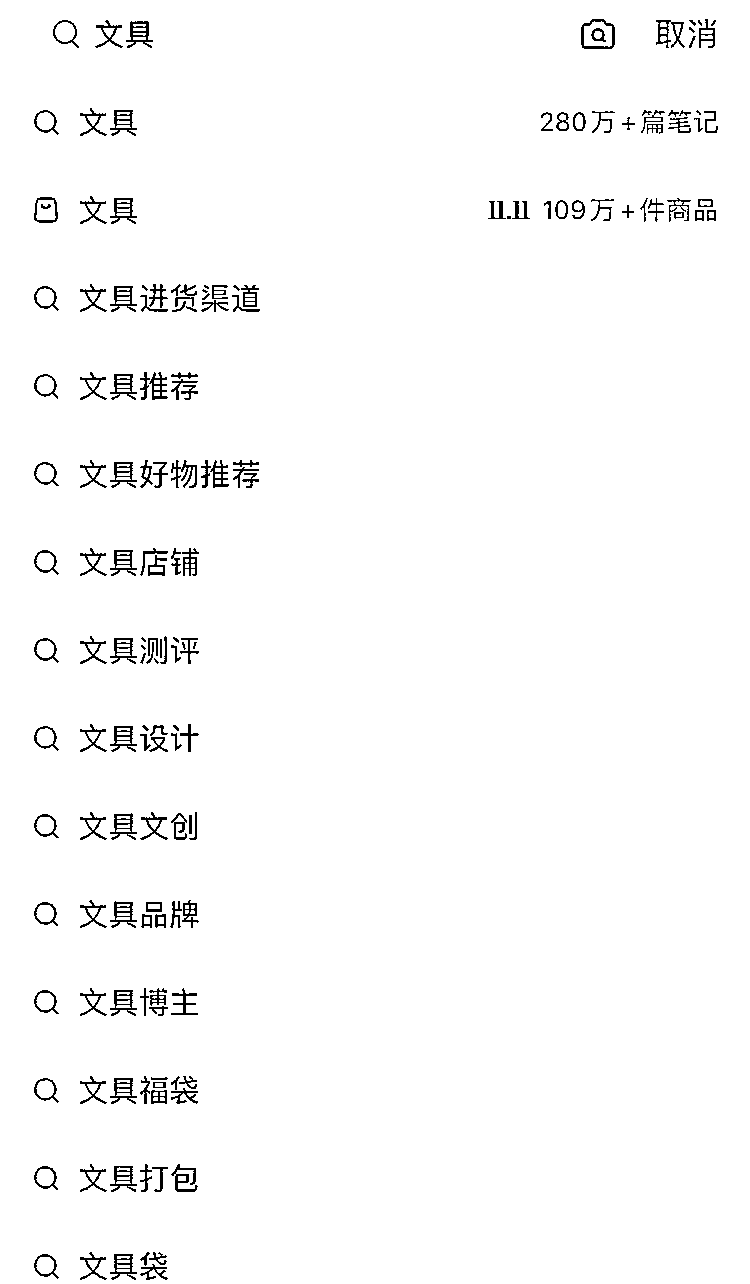 文具 取消
文具 280万+篇笔记
文具 11.11 109万+件商品
文具进货渠道
文具推荐
文具好物推荐
文具店铺
文具测评
文具设计
文具文创
文具品牌
文具博主
文具福袋
文具打包
文具袋